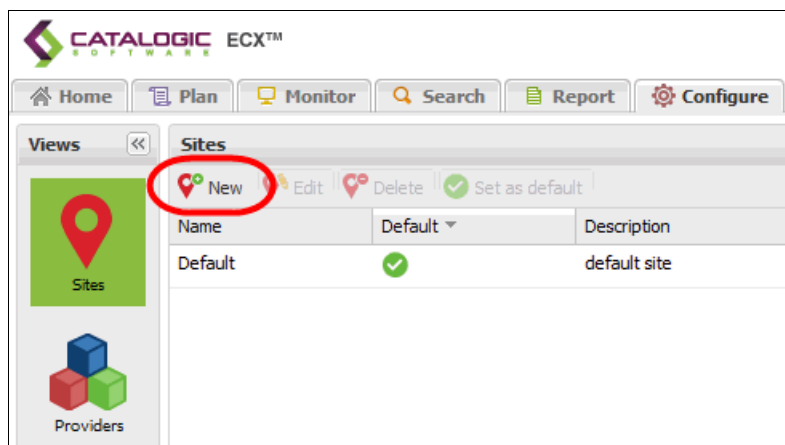 CATALOGIC ECX™
SOFTWARE
Home Plan Monitor Search Report Configure
Views Sites
New Edit Delete Set as default
Name Default Description
Default default site
Sites
Providers